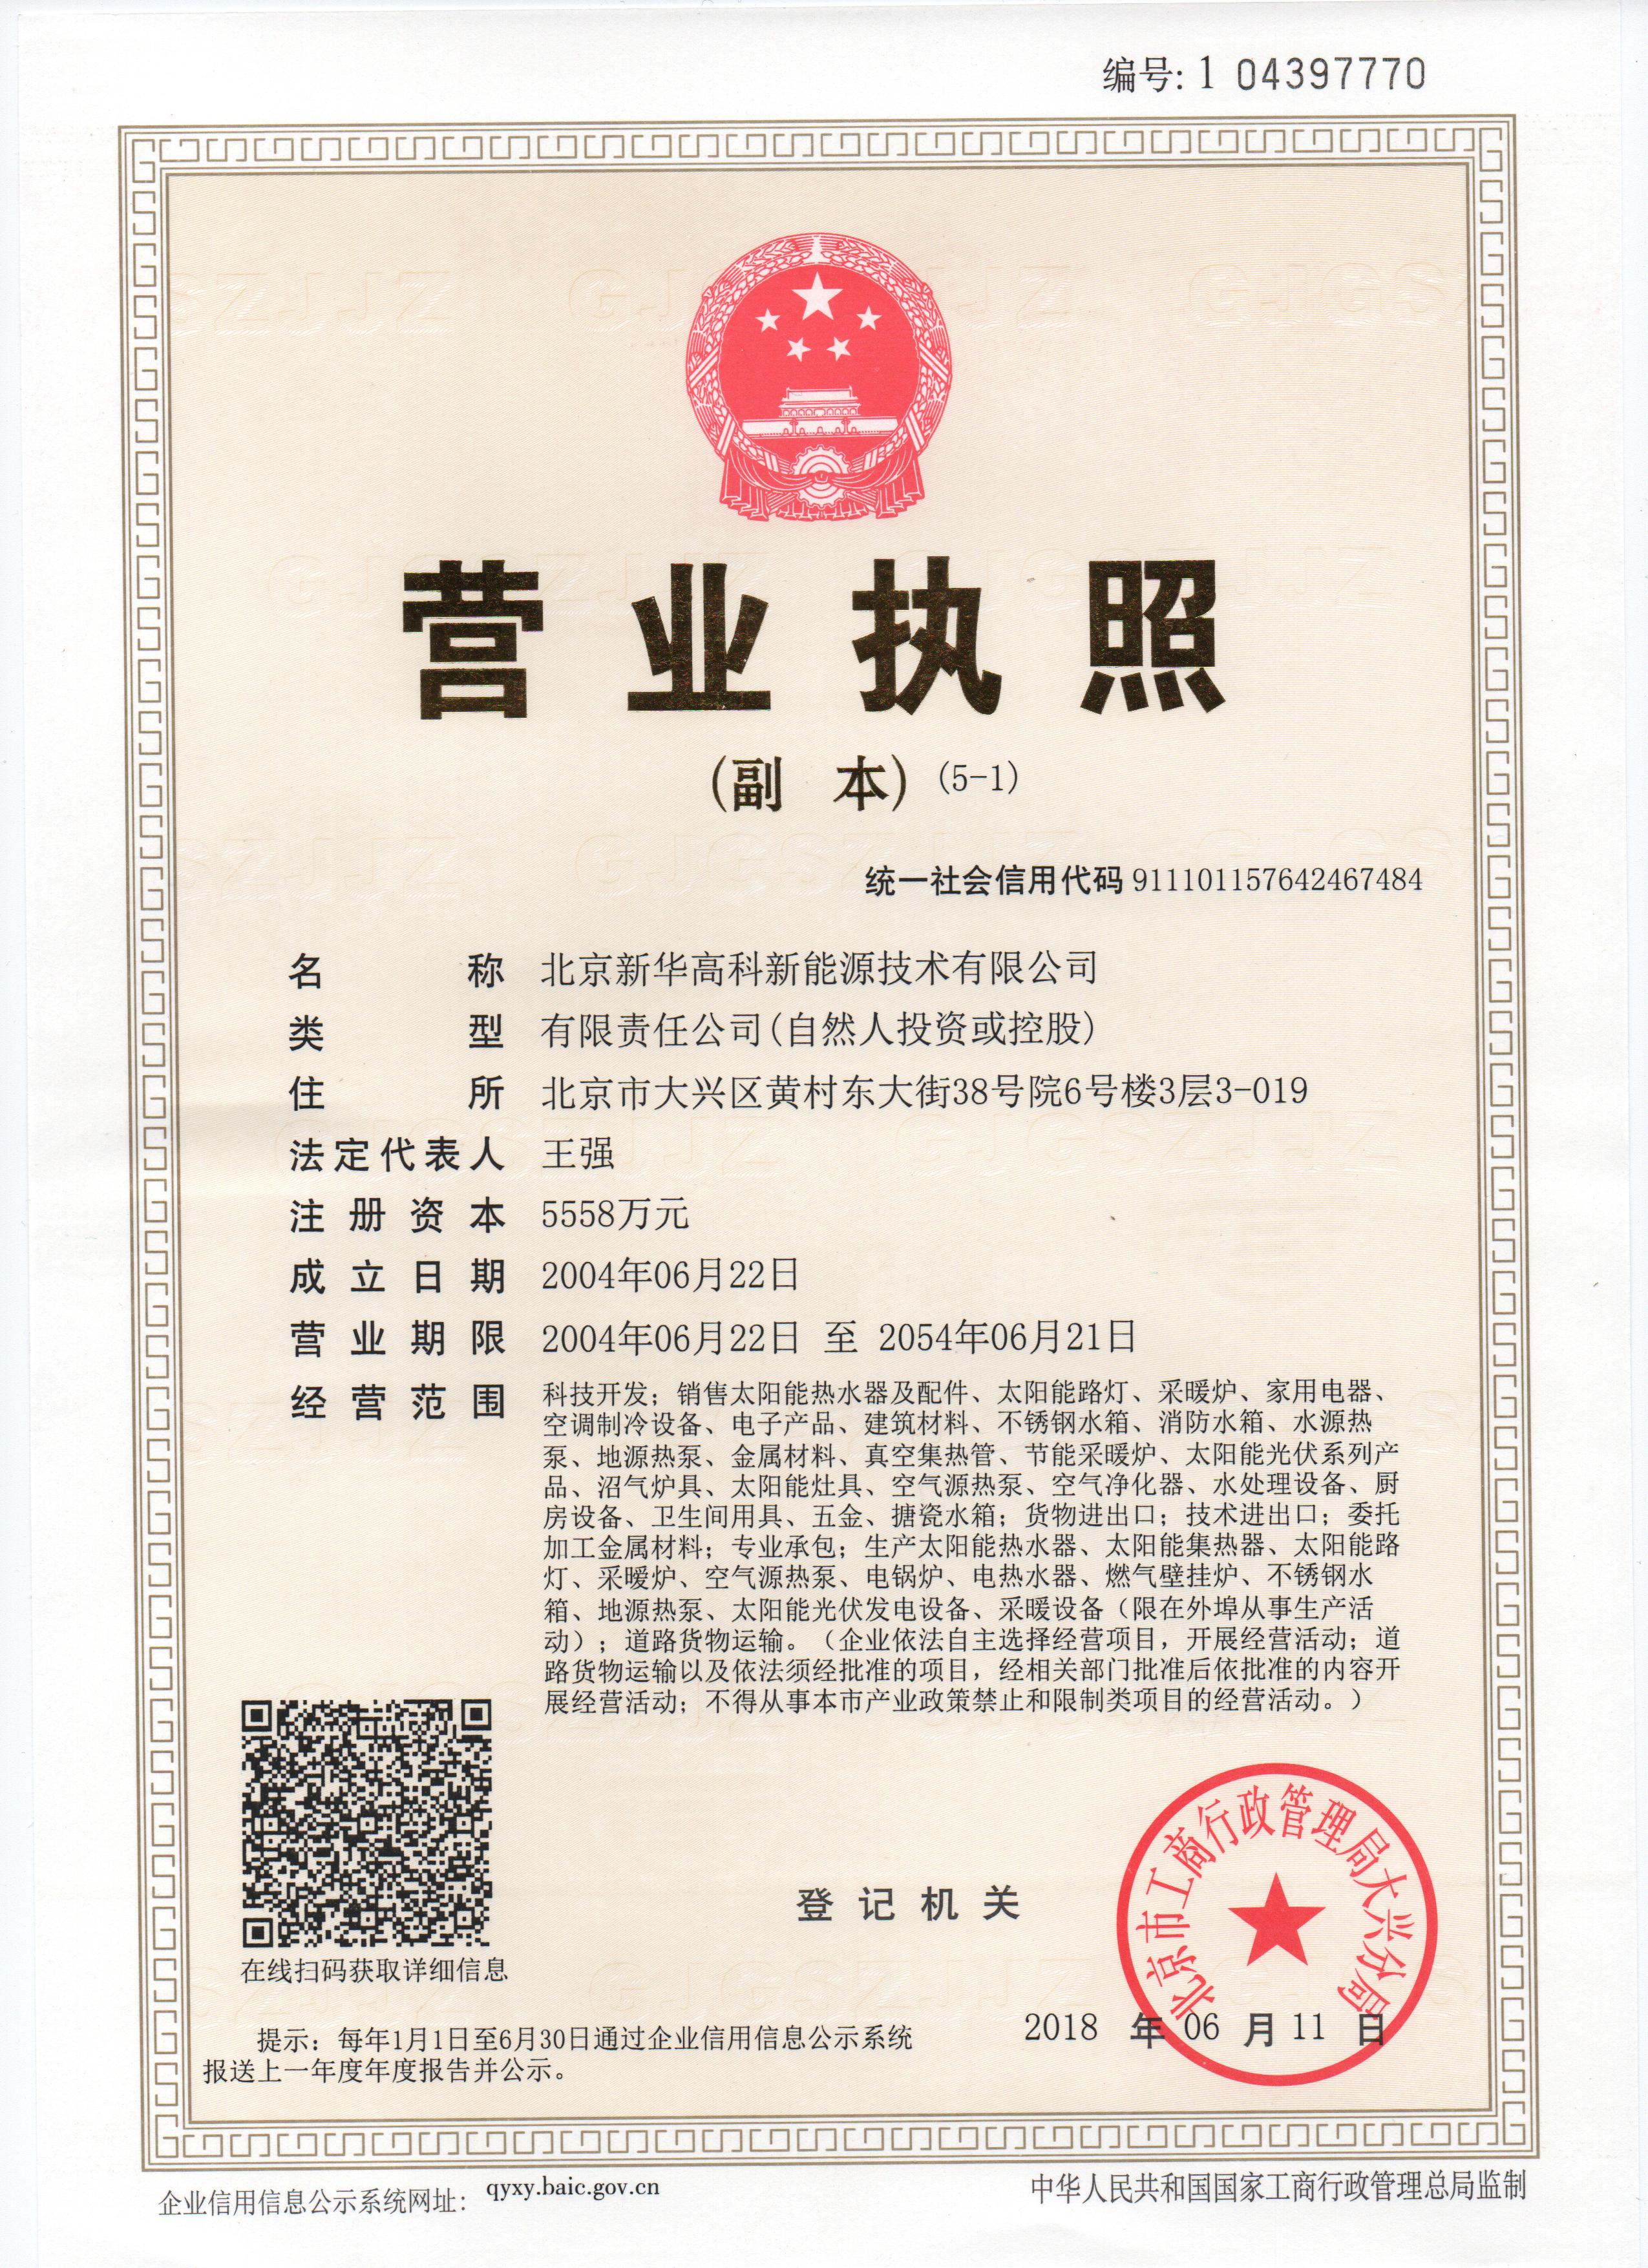 编号: 1 04397770
营业执照
(副 本) (5-1)
统一社会信用代码 911101157642467484
名称 北京新华高科新能源技术有限公司
类型 有限责任公司(自然人投资或控股)
住所 北京市大兴区黄村东大街38号院6号楼3层3-019
法定代表人 王强
注册资本 5558万元
成立日期 2004年06月22日
营业期限 2004年06月22日 至 2054年06月21日
经营范围 科技开发；销售太阳能热水器及配件、太阳能路灯、采暖炉、家用电器、
空调制冷设备、电子产品、建筑材料、不锈钢水箱、消防水箱、水源热
泵、地源热泵、金属材料、真空集热管、节能采暖炉、太阳能光伏系列产
品、沼气炉具、太阳能灶具、空气源热泵、空气净化器、水处理设备、厨
房设备、卫生间用具、五金、搪瓷水箱；货物进出口；技术进出口；委托
加工金属材料；专业承包；生产太阳能热水器、太阳能集热器、太阳能路
灯、采暖炉、空气源热泵、电锅炉、电热水器、燃气壁挂炉、不锈钢水
箱、地源热泵、太阳能光伏发电设备、采暖设备（限在外埠从事生产活
动）；道路货物运输。（企业依法自主选择经营项目，开展经营活动；道
路货物运输以及依法须经批准的项目，经相关部门批准后依批准的内容开
展经营活动；不得从事本市产业政策禁止和限制类项目的经营活动。）
在线扫码获取详细信息
登记机关
北京市工商行政管理局大兴分局
2018 年 06 月 11 日
提示：每年1月1日至6月30日通过企业信用信息公示系统
报送上一年度年度报告并公示。
企业信用信息公示系统网址： qyxy.baic.gov.cn
中华人民共和国国家工商行政管理总局监制